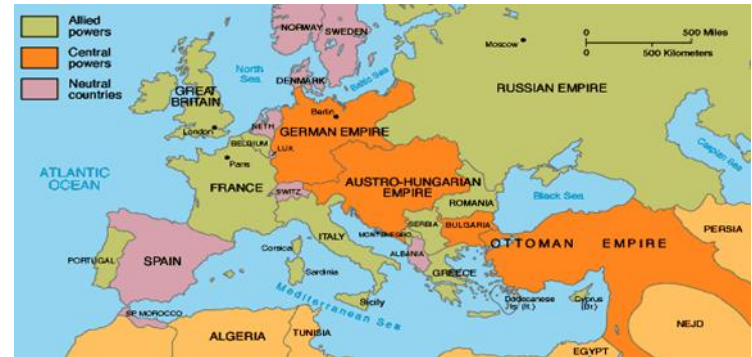 Allied
powers
Central
powers
Neutral
countries
NORWAY
SWEDEN
Moscow
0 500 Miles
0 500 Kilometers
North
Sea
DENMARK
Baltic Sea
RUSSIAN EMPIRE
GREAT
BRITAIN
London
NETH
Berlin
GERMAN EMPIRE
BELGIUM
LUX.
Paris
ATLANTIC
OCEAN
FRANCE
SWITZ
AUSTRO-HUNGARIAN
EMPIRE
Caspian Sea
ROMANIA
Black Sea
SERBIA
BULGARIA
MONTENEGRO
ITALY
Corsica
PORTUGAL
SPAIN
ALBANIA
OTTOMAN EMPIRE
PERSIA
Sardinia
GREECE
Sicily
Mediterranean Sea
Dodecanese
Is. (It.)
Cyprus
(Br.)
SP. MOROCCO
ALGERIA
TUNISIA
EGYPT
NEJD